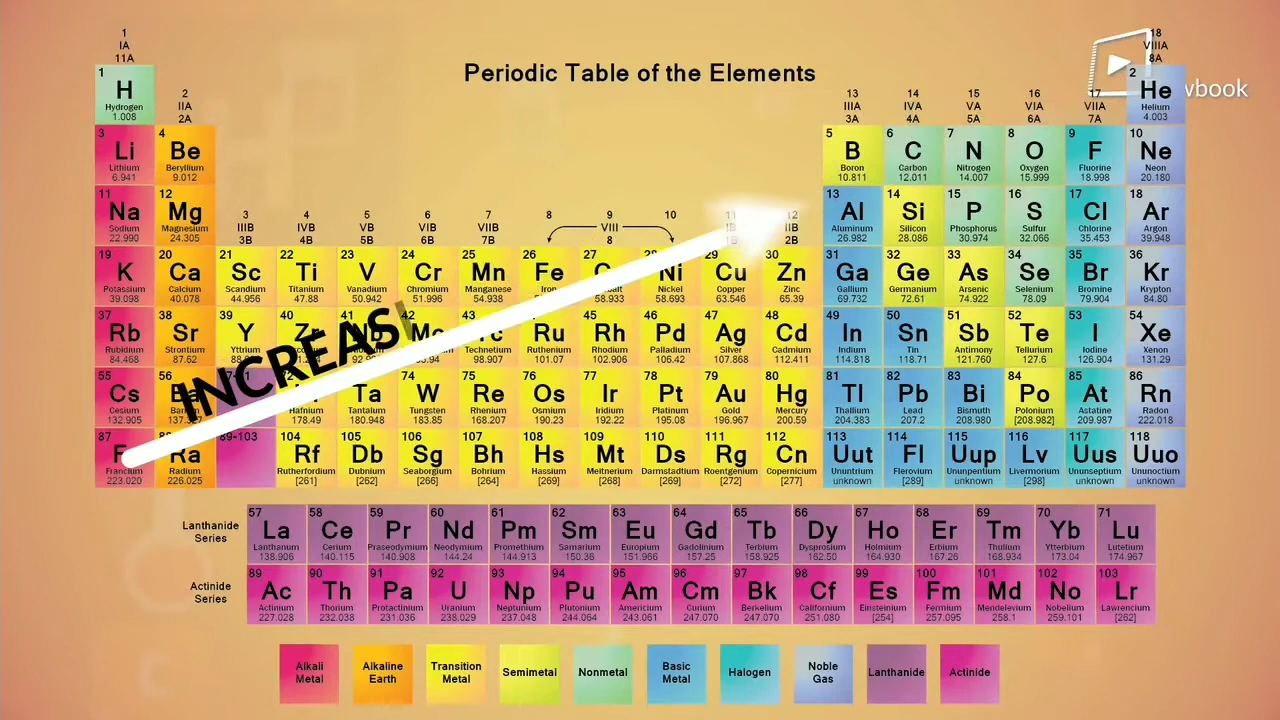 Periodic Table of the Elements
wbook
1
IA
11A
18
VIIIA
8A
2
IIA
2A
13
IIIA
3A
14
IVA
4A
15
VA
5A
16
VIA
6A
17
VIIA
7A
3
IIIB
3B
4
IVB
4B
5
VB
5B
6
VIB
6B
7
VIIB
7B
8
9
10
VIII
8
12
IIB
2B
1
H
Hydrogen
1.008
2
He
Helium
4.003
3
Li
Lithium
6.941
4
Be
Beryllium
9.012
5
B
Boron
10.811
6
C
Carbon
12.011
7
N
Nitrogen
14.007
8
O
Oxygen
15.999
9
F
Fluorine
18.998
10
Ne
Neon
20.180
11
Na
Sodium
22.990
12
Mg
Magnesium
24.305
13
Al
Aluminum
26.982
14
Si
Silicon
28.086
15
P
Phosphorus
30.974
16
S
Sulfur
32.066
17
Cl
Chlorine
35.453
18
Ar
Argon
39.948
19
K
Potassium
39.098
20
Ca
Calcium
40.078
21
Sc
Scandium
44.956
22
Ti
Titanium
47.88
23
V
Vanadium
50.942
24
Cr
Chromium
51.996
25
Mn
Manganese
54.938
26
Fe
Iron
27
58.933
Ni
Nickel
58.693
29
Cu
Copper
63.546
30
Zn
Zinc
65.39
31
Ga
Gallium
69.732
32
Ge
Germanium
72.61
33
As
Arsenic
74.922
34
Se
Selenium
78.09
35
Br
Bromine
79.904
36
Kr
Krypton
84.80
37
Rb
Rubidium
84.468
38
Sr
Strontium
87.62
39
Y
Yttrium
40
Zr
41
Nb
42
Mo
Technetium
98.907
44
Ru
Ruthenium
101.07
45
Rh
Rhodium
102.906
46
Pd
Palladium
106.42
47
Ag
Silver
107.868
48
Cd
Cadmium
112.411
49
In
Indium
114.818
50
Sn
Tin
118.71
51
Sb
Antimony
121.760
52
Te
Tellurium
127.6
53
I
Iodine
126.904
54
Xe
Xenon
131.29
INCREASI
55
Cs
Cesium
132.905
56
Ba
Hafnium
178.49
73
Ta
Tantalum
180.948
74
W
Tungsten
183.85
75
Re
Rhenium
168.207
76
Os
Osmium
190.23
77
Ir
Iridium
192.22
78
Pt
Platinum
195.08
79
Au
Gold
196.967
80
Hg
Mercury
200.59
81
Tl
Thallium
204.383
82
Pb
Lead
207.2
83
Bi
Bismuth
208.980
84
Po
Polonium
[208.982]
85
At
Astatine
209.987
86
Rn
Radon
222.018
87
Francium
223.020
88
Ra
Radium
226.025
89-103
104
Rf
Rutherfordium
[261]
105
Db
Dubnium
[262]
106
Sg
Seaborgium
[266]
107
Bh
Bohrium
[264]
108
Hs
Hassium
[269]
109
Mt
Meitnerium
[268]
110
Ds
Darmstadtium
[269]
111
Rg
Roentgenium
[272]
112
Cn
Copernicium
[277]
113
Uut
Ununtrium
unknown
114
Fl
Flerovium
[289]
115
Uup
Ununpentium
unknown
116
Lv
Livermorium
[298]
117
Uus
Ununseptium
unknown
118
Uuo
Ununoctium
unknown
Lanthanide
Series
57
La
Lanthanum
138.906
58
Ce
Cerium
140.115
59
Pr
Praseodymium
140.908
60
Nd
Neodymium
144.24
61
Pm
Promethium
144.913
62
Sm
Samarium
150.36
63
Eu
Europium
151.966
64
Gd
Gadolinium
157.25
65
Tb
Terbium
158.925
66
Dy
Dysprosium
162.50
67
Ho
Holmium
164.930
68
Er
Erbium
167.26
69
Tm
Thulium
168.934
70
Yb
Ytterbium
173.04
71
Lu
Lutetium
174.967
Actinide
Series
89
Ac
Actinium
227.028
90
Th
Thorium
232.038
91
Pa
Protactinium
231.036
92
U
Uranium
238.029
93
Np
Neptunium
237.048
94
Pu
Plutonium
244.064
95
Am
Americium
243.061
96
Cm
Curium
247.070
97
Bk
Berkelium
247.070
98
Cf
Californium
251.080
99
Es
Einsteinium
[254]
100
Fm
Fermium
257.095
101
Md
Mendelevium
258.1
102
No
Nobelium
259.101
103
Lr
Lawrencium
[262]
Alkali
Metal
Alkaline
Earth
Transition
Metal
Semimetal
Nonmetal
Basic
Metal
Halogen
Noble
Gas
Lanthanide
Actinide